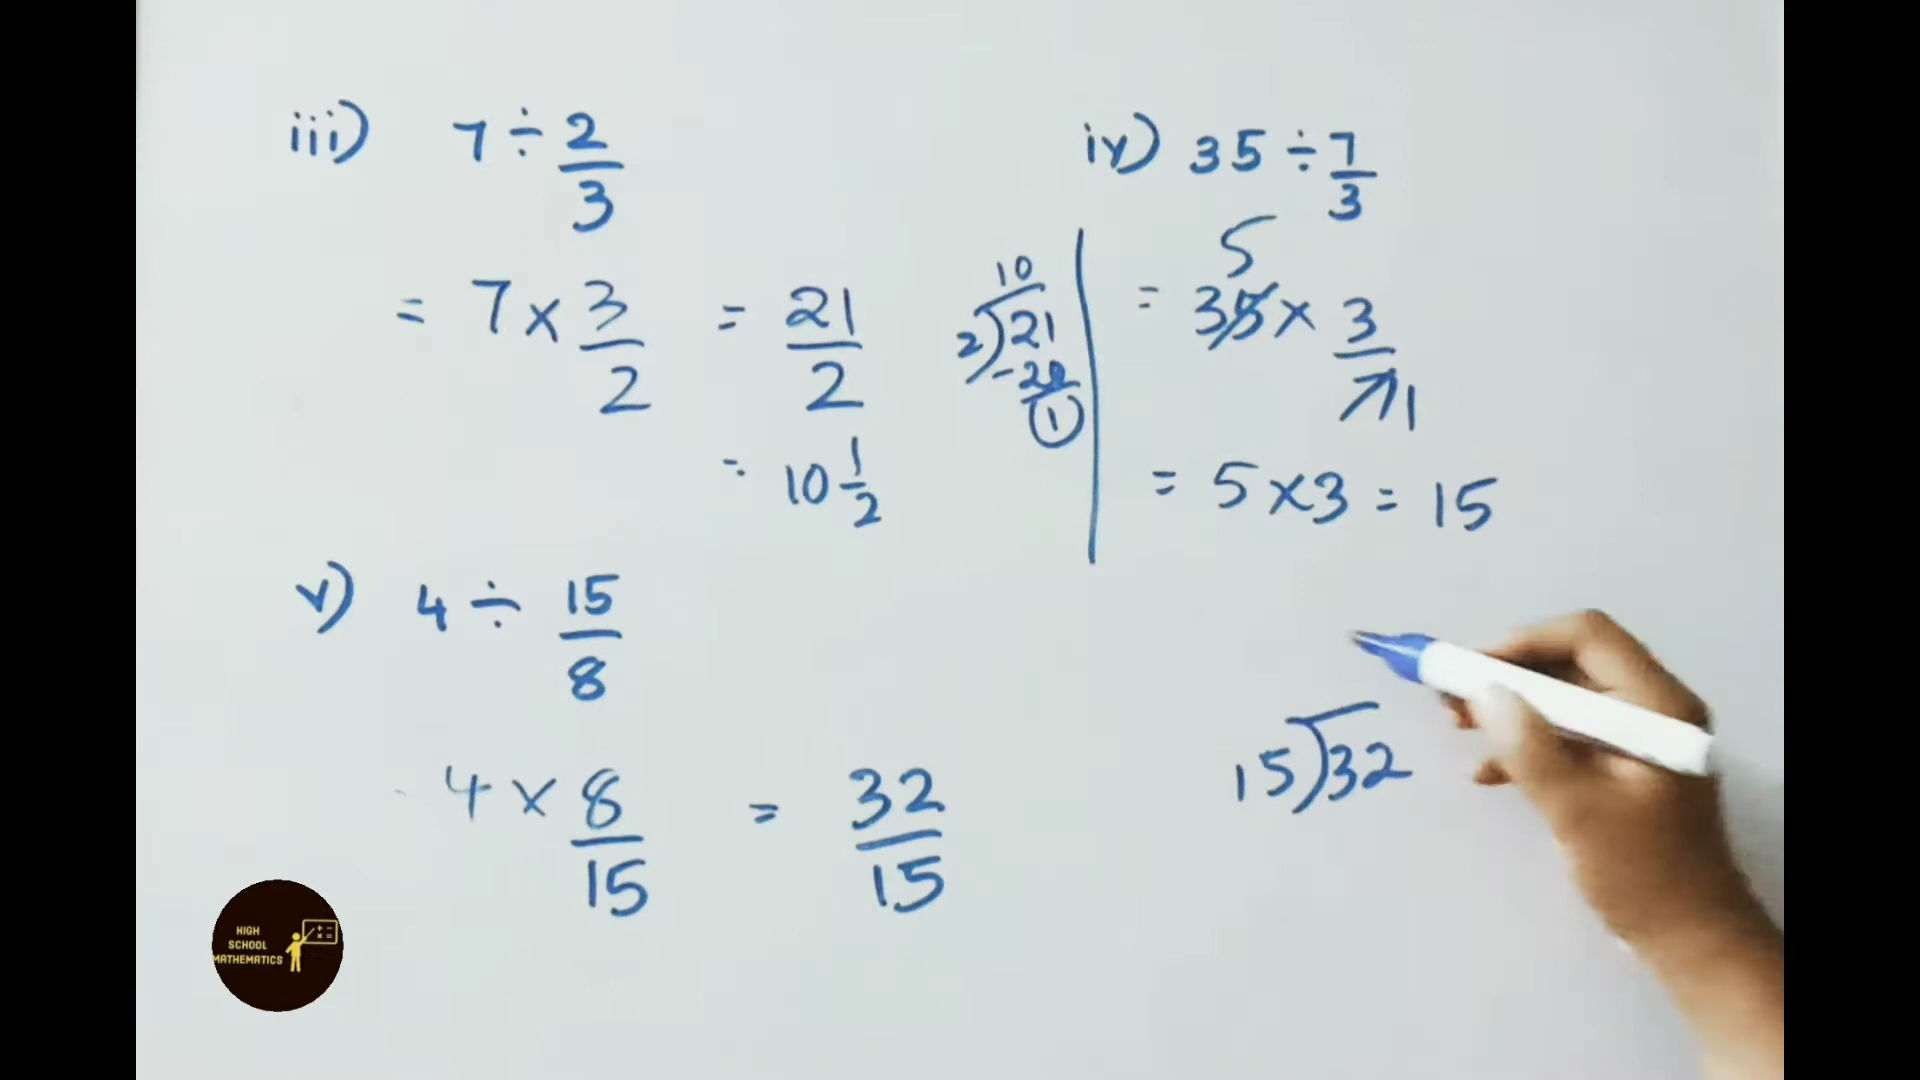 iii) 7 ÷ 2/3
= 7 × 3/2 = 21/2
= 10 1/2
10
2)21
-20
1
iv) 35 ÷ 7/3
5
= 35 × 3/7 1
= 5 × 3 = 15
v) 4 ÷ 15/8
4 × 8/15 = 32/15
15)32
HIGH
SCHOOL
MATHEMATICS